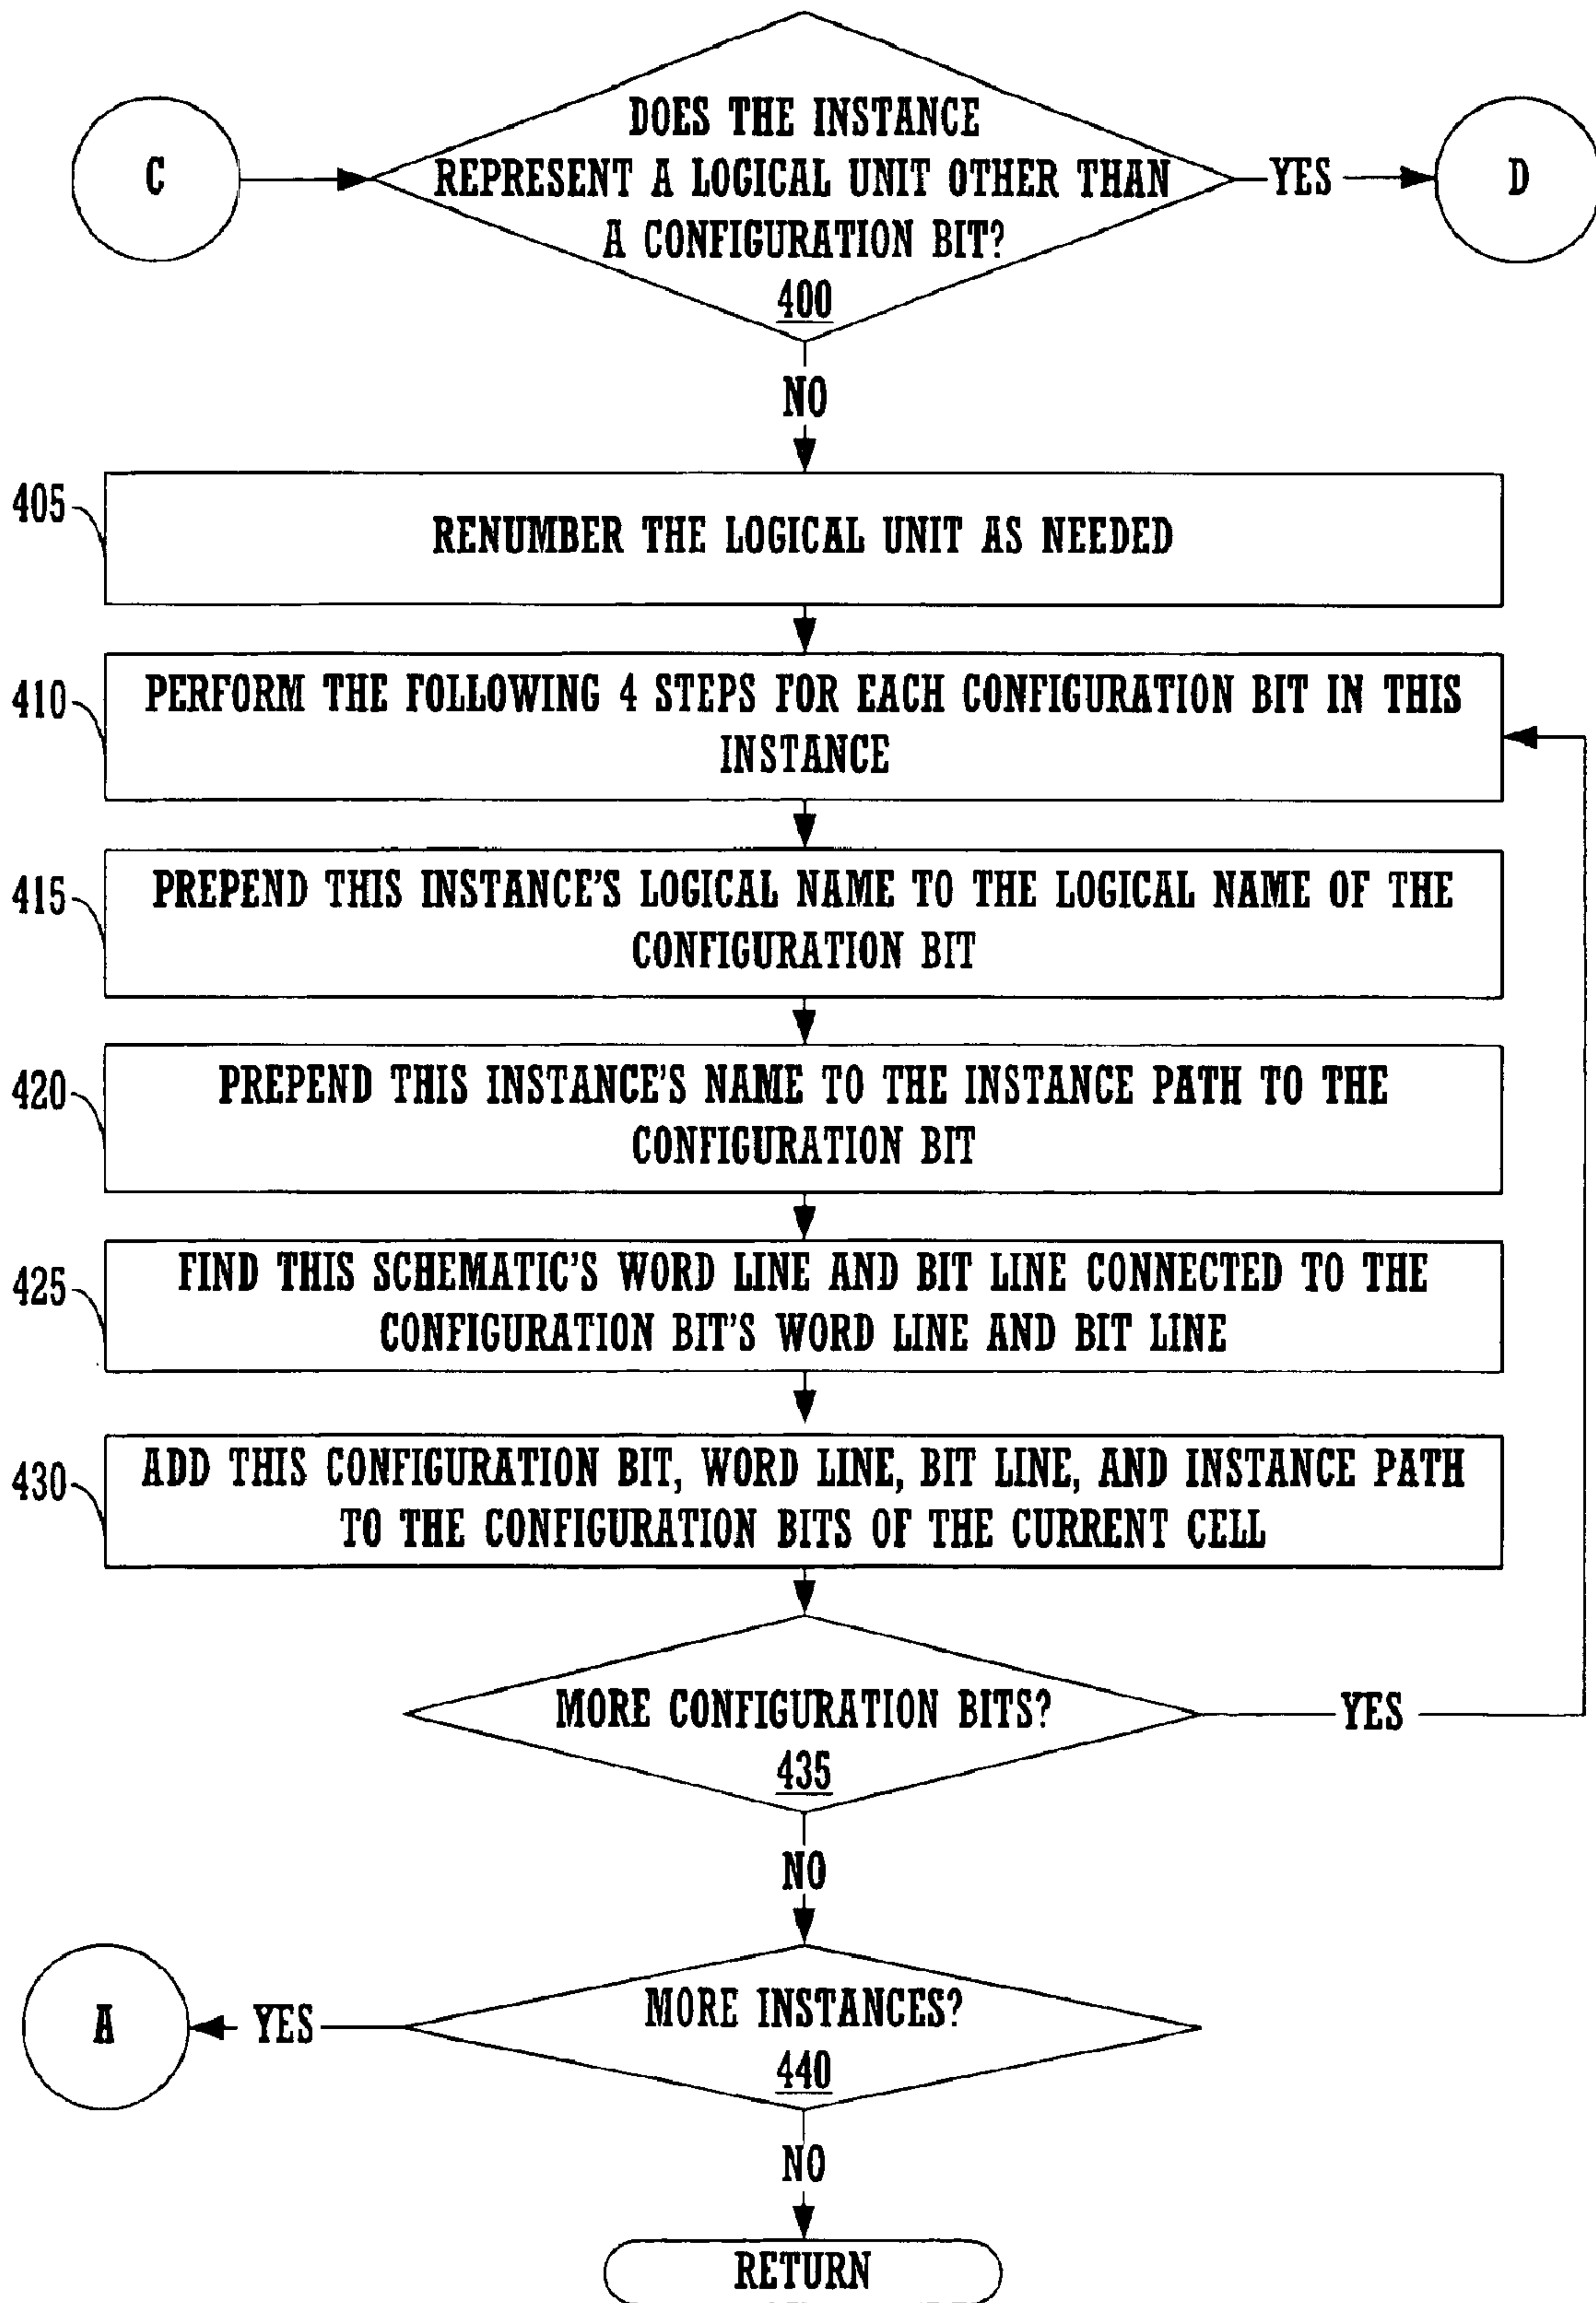 C
DOES THE INSTANCE
REPRESENT A LOGICAL UNIT OTHER THAN
A CONFIGURATION BIT?
400
YES
D
NO
405
RENUMBER THE LOGICAL UNIT AS NEEDED
410
PERFORM THE FOLLOWING 4 STEPS FOR EACH CONFIGURATION BIT IN THIS
INSTANCE
415
PREPEND THIS INSTANCE'S LOGICAL NAME TO THE LOGICAL NAME OF THE
CONFIGURATION BIT
420
PREPEND THIS INSTANCE'S NAME TO THE INSTANCE PATH TO THE
CONFIGURATION BIT
425
FIND THIS SCHEMATIC'S WORD LINE AND BIT LINE CONNECTED TO THE
CONFIGURATION BIT'S WORD LINE AND BIT LINE
430
ADD THIS CONFIGURATION BIT, WORD LINE, BIT LINE, AND INSTANCE PATH
TO THE CONFIGURATION BITS OF THE CURRENT CELL
MORE CONFIGURATION BITS?
435
YES
NO
A
YES
MORE INSTANCES?
440
NO
RETURN